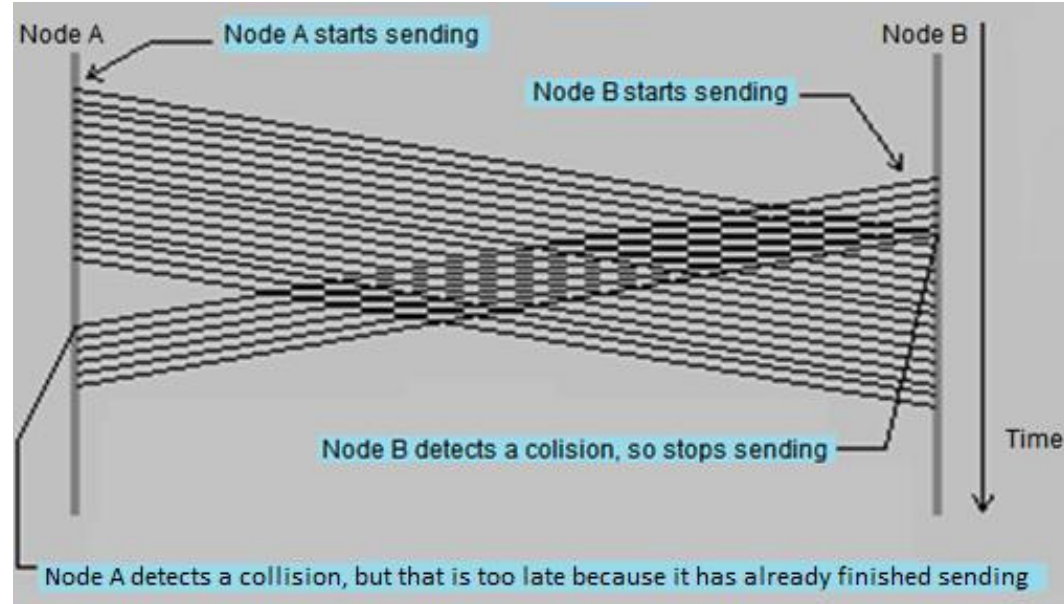 Node A
Node A starts sending
Node B
Node B starts sending
Node B detects a colision, so stops sending
Time
Node A detects a collision, but that is too late because it has already finished sending